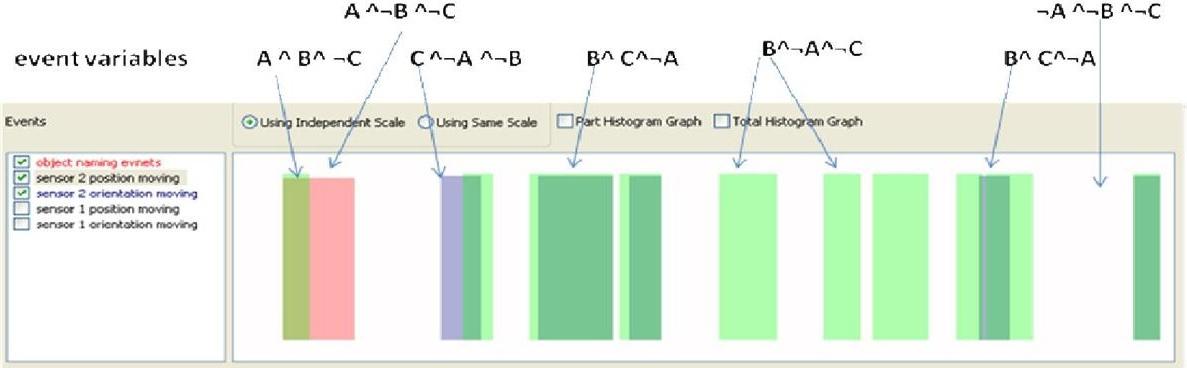 A ^¬B ^¬C
¬A ^¬B ^¬C
event variables
A ^ B^ ¬C
C ^¬A ^¬B
B^ C^¬A
B^¬A^¬C
B^ C^¬A
Events
Using Independent Scale
Using Same Scale
Part Histogram Graph
Total Histogram Graph
object naming evnets
sensor 2 position moving
sensor 2 orientation moving
sensor 1 position moving
sensor 1 orientation moving